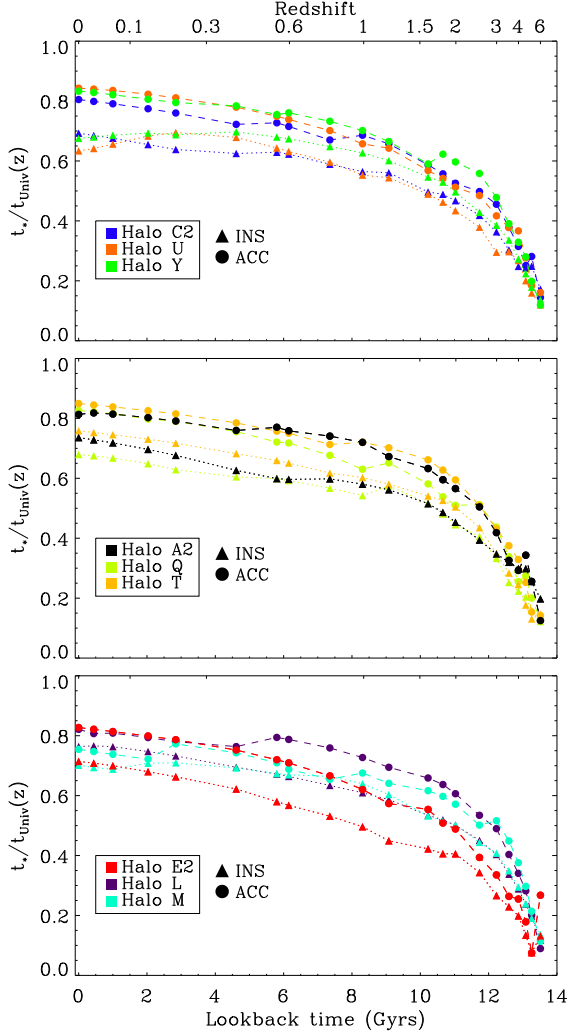 Redshift
0 0.1 0.3 0.6 1 1.5 2 3 4 6
1.0
0.8
0.6
0.4
0.2
0.0
t*/tUniv(z)
Halo C2
Halo U
Halo Y
INS
ACC
1.0
0.8
0.6
0.4
0.2
0.0
t*/tUniv(z)
Halo A2
Halo Q
Halo T
INS
ACC
1.0
0.8
0.6
0.4
0.2
0.0
t*/tUniv(z)
Halo E2
Halo L
Halo M
INS
ACC
0 2 4 6 8 10 12 14
Lookback time (Gyrs)